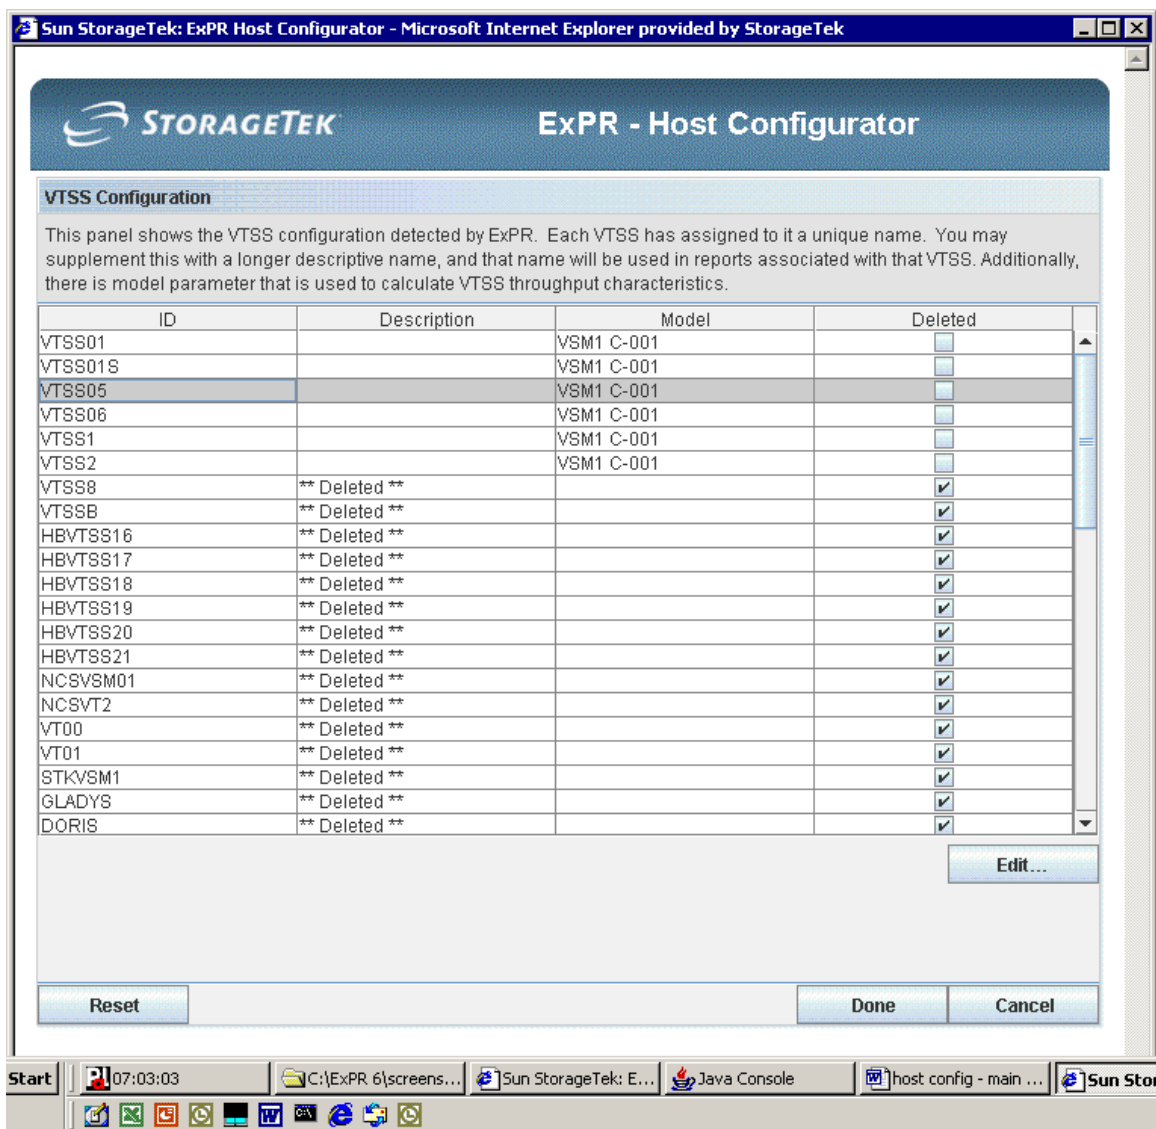 Sun StorageTek: ExPR Host Configurator - Microsoft Internet Explorer provided by StorageTek
STORAGETEK
ExPR - Host Configurator
VTSS Configuration
This panel shows the VTSS configuration detected by ExPR. Each VTSS has assigned to it a unique name. You may
supplement this with a longer descriptive name, and that name will be used in reports associated with that VTSS. Additionally,
there is model parameter that is used to calculate VTSS throughput characteristics.
ID Description Model Deleted
VTSS01 VSM1 C-001
VTSS01S VSM1 C-001
VTSS05 VSM1 C-001
VTSS06 VSM1 C-001
VTSS1 VSM1 C-001
VTSS2 VSM1 C-001
VTSS8 ** Deleted **
VTSSB ** Deleted **
HBVTSS16 ** Deleted **
HBVTSS17 ** Deleted **
HBVTSS18 ** Deleted **
HBVTSS19 ** Deleted **
HBVTSS20 ** Deleted **
HBVTSS21 ** Deleted **
NCSVSM01 ** Deleted **
NCSVT2 ** Deleted **
VT00 ** Deleted **
VT01 ** Deleted **
STKVSM1 ** Deleted **
GLADYS ** Deleted **
DORIS ** Deleted **
Edit...
Reset Done Cancel
Start 07:03:03 C:\ExPR 6\screens... Sun StorageTek: E... Java Console host config - main ... Sun Sto